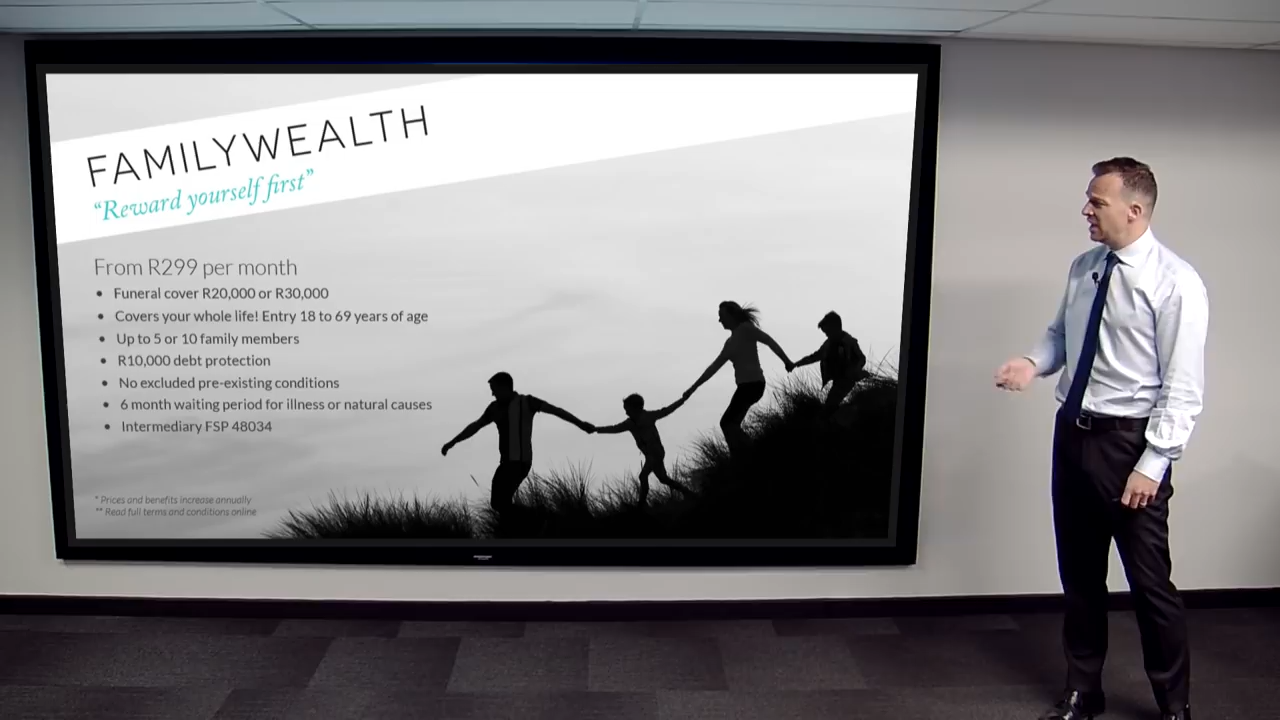 FAMILYWEALTH
“Reward yourself first”
From R299 per month
• Funeral cover R20,000 or R30,000
• Covers your whole life! Entry 18 to 69 years of age
• Up to 5 or 10 family members
• R10,000 debt protection
• No excluded pre-existing conditions
• 6 month waiting period for illness or natural causes
• Intermediary FSP 48034
* Prices and benefits increase annually
** Read full terms and conditions online